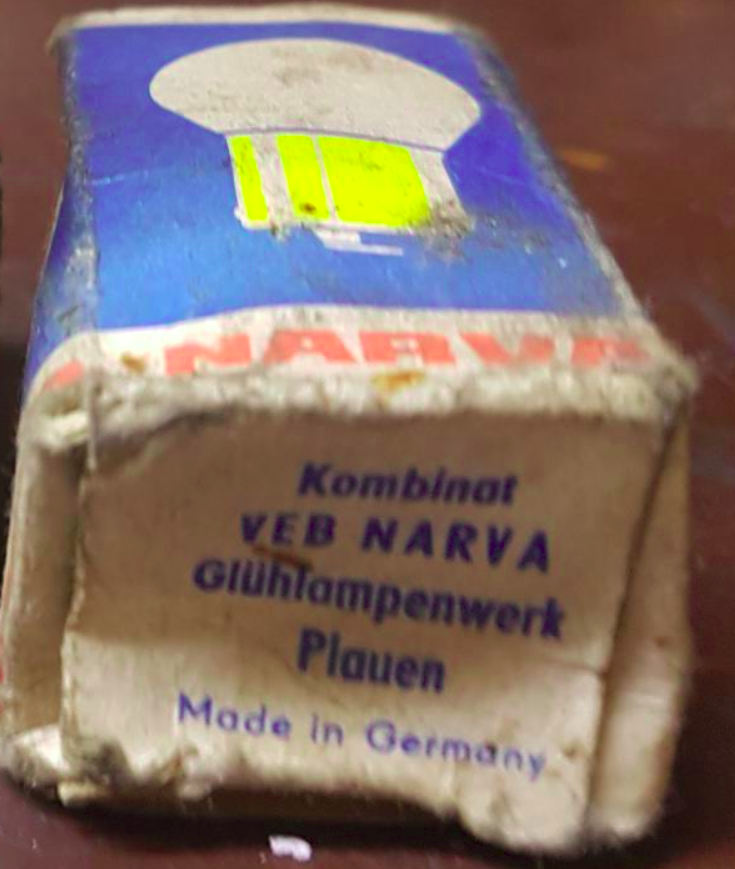 NARVA
Kombinat
VEB NARVA
Glühlampenwerk
Plauen
Made in Germany